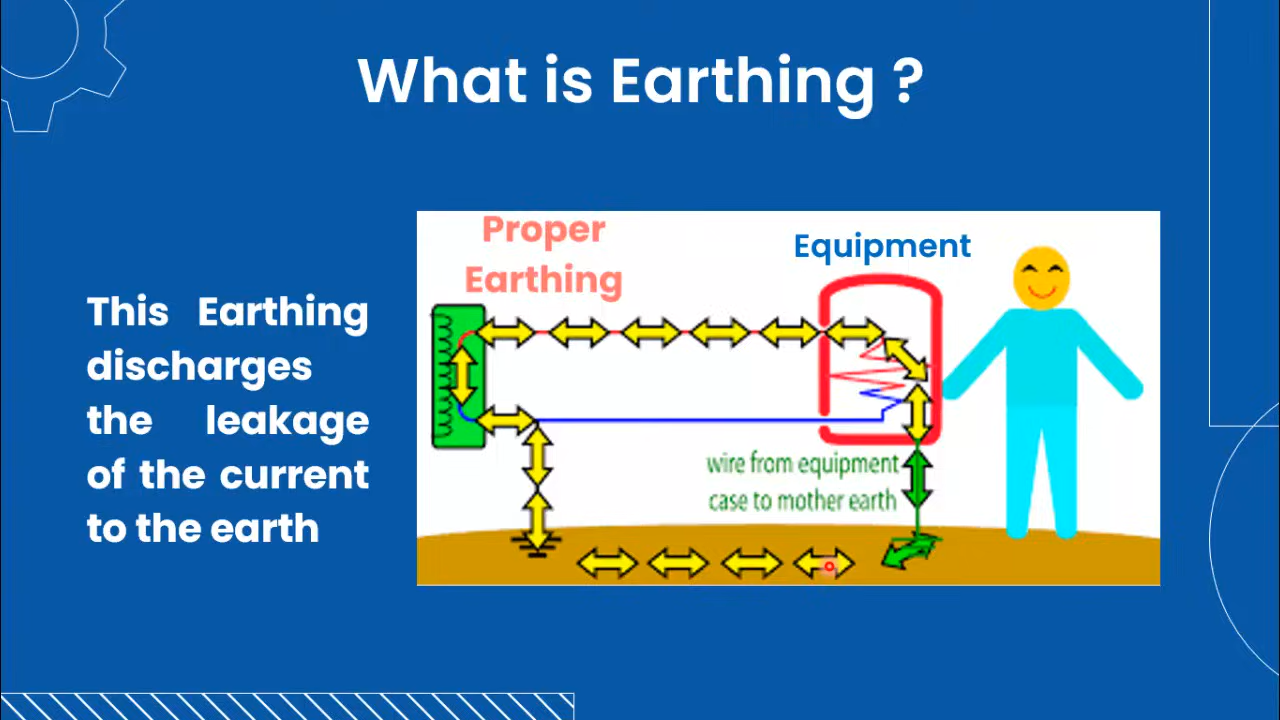 What is Earthing ?
This Earthing
discharges
the leakage
of the current
to the earth
Proper
Earthing
Equipment
wire from equipment
case to mother earth